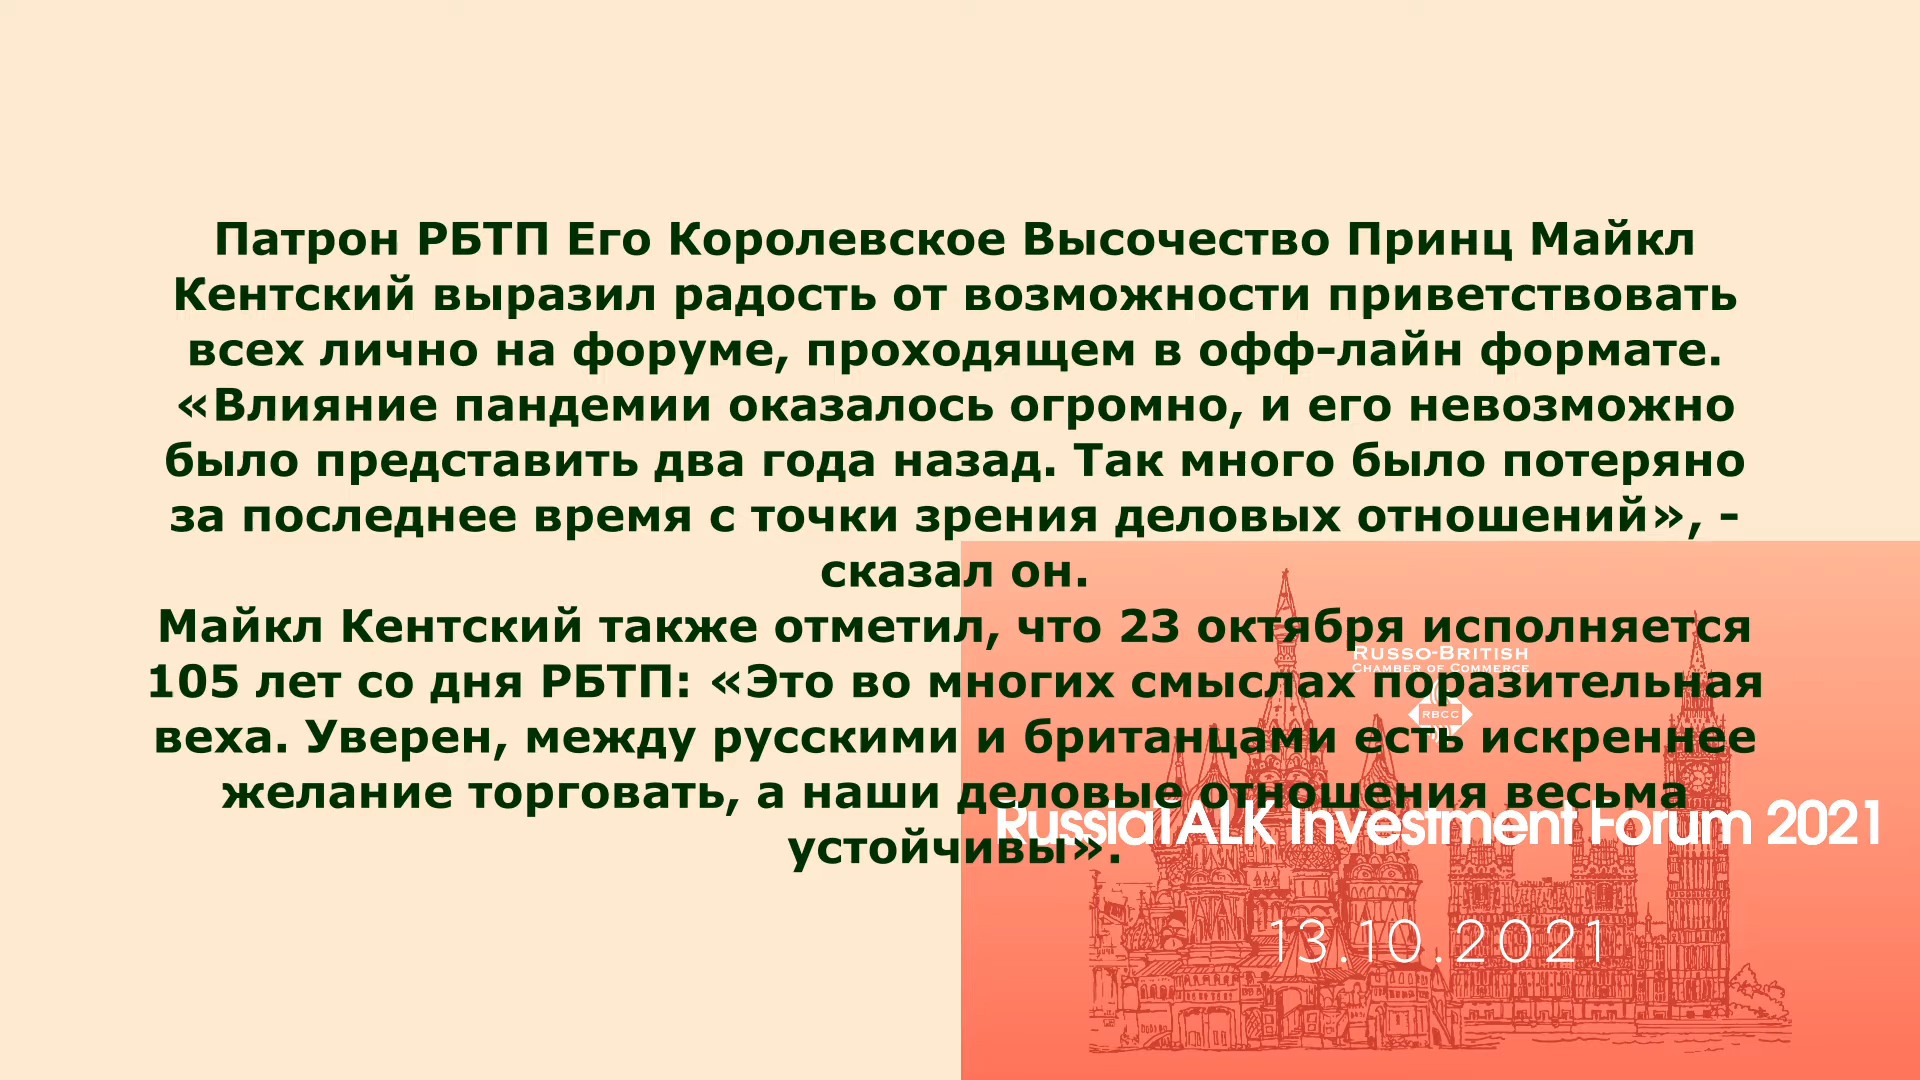 Патрон РБТП Его Королевское Высочество Принц Майкл
Кентский выразил радость от возможности приветствовать
всех лично на форуме, проходящем в офф-лайн формате.
«Влияние пандемии оказалось огромно, и его невозможно
было представить два года назад. Так много было потеряно
за последнее время с точки зрения деловых отношений», -
сказал он.
Майкл Кентский также отметил, что 23 октября исполняется
105 лет со дня РБТП: «Это во многих смыслах поразительная
веха. Уверен, между русскими и британцами есть искреннее
желание торговать, а наши деловые отношения весьма
устойчивы».
Russo-British
Chamber of Commerce
RBCC
RussiaTALK Investment Forum 2021
13.10.2021